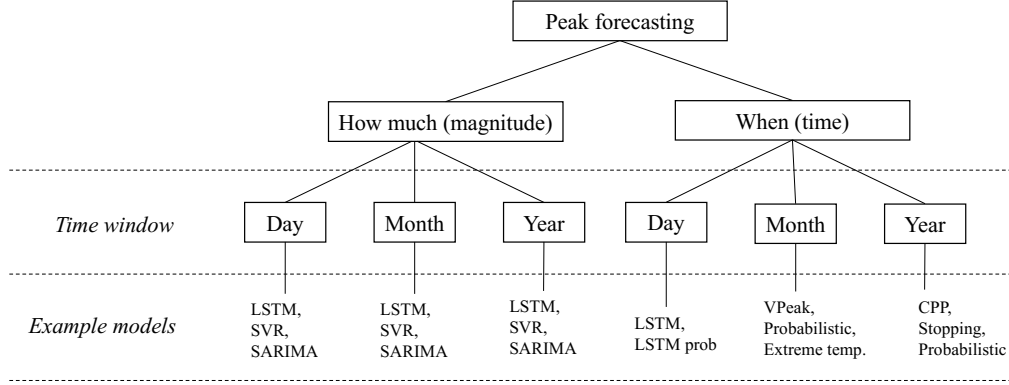 Peak forecasting
How much (magnitude)
When (time)
Time window
Day
Month
Year
Day
Month
Year
Example models
LSTM,
SVR,
SARIMA
LSTM,
SVR,
SARIMA
LSTM,
SVR,
SARIMA
LSTM,
LSTM prob
VPeak,
Probabilistic,
Extreme temp.
CPP,
Stopping,
Probabilistic